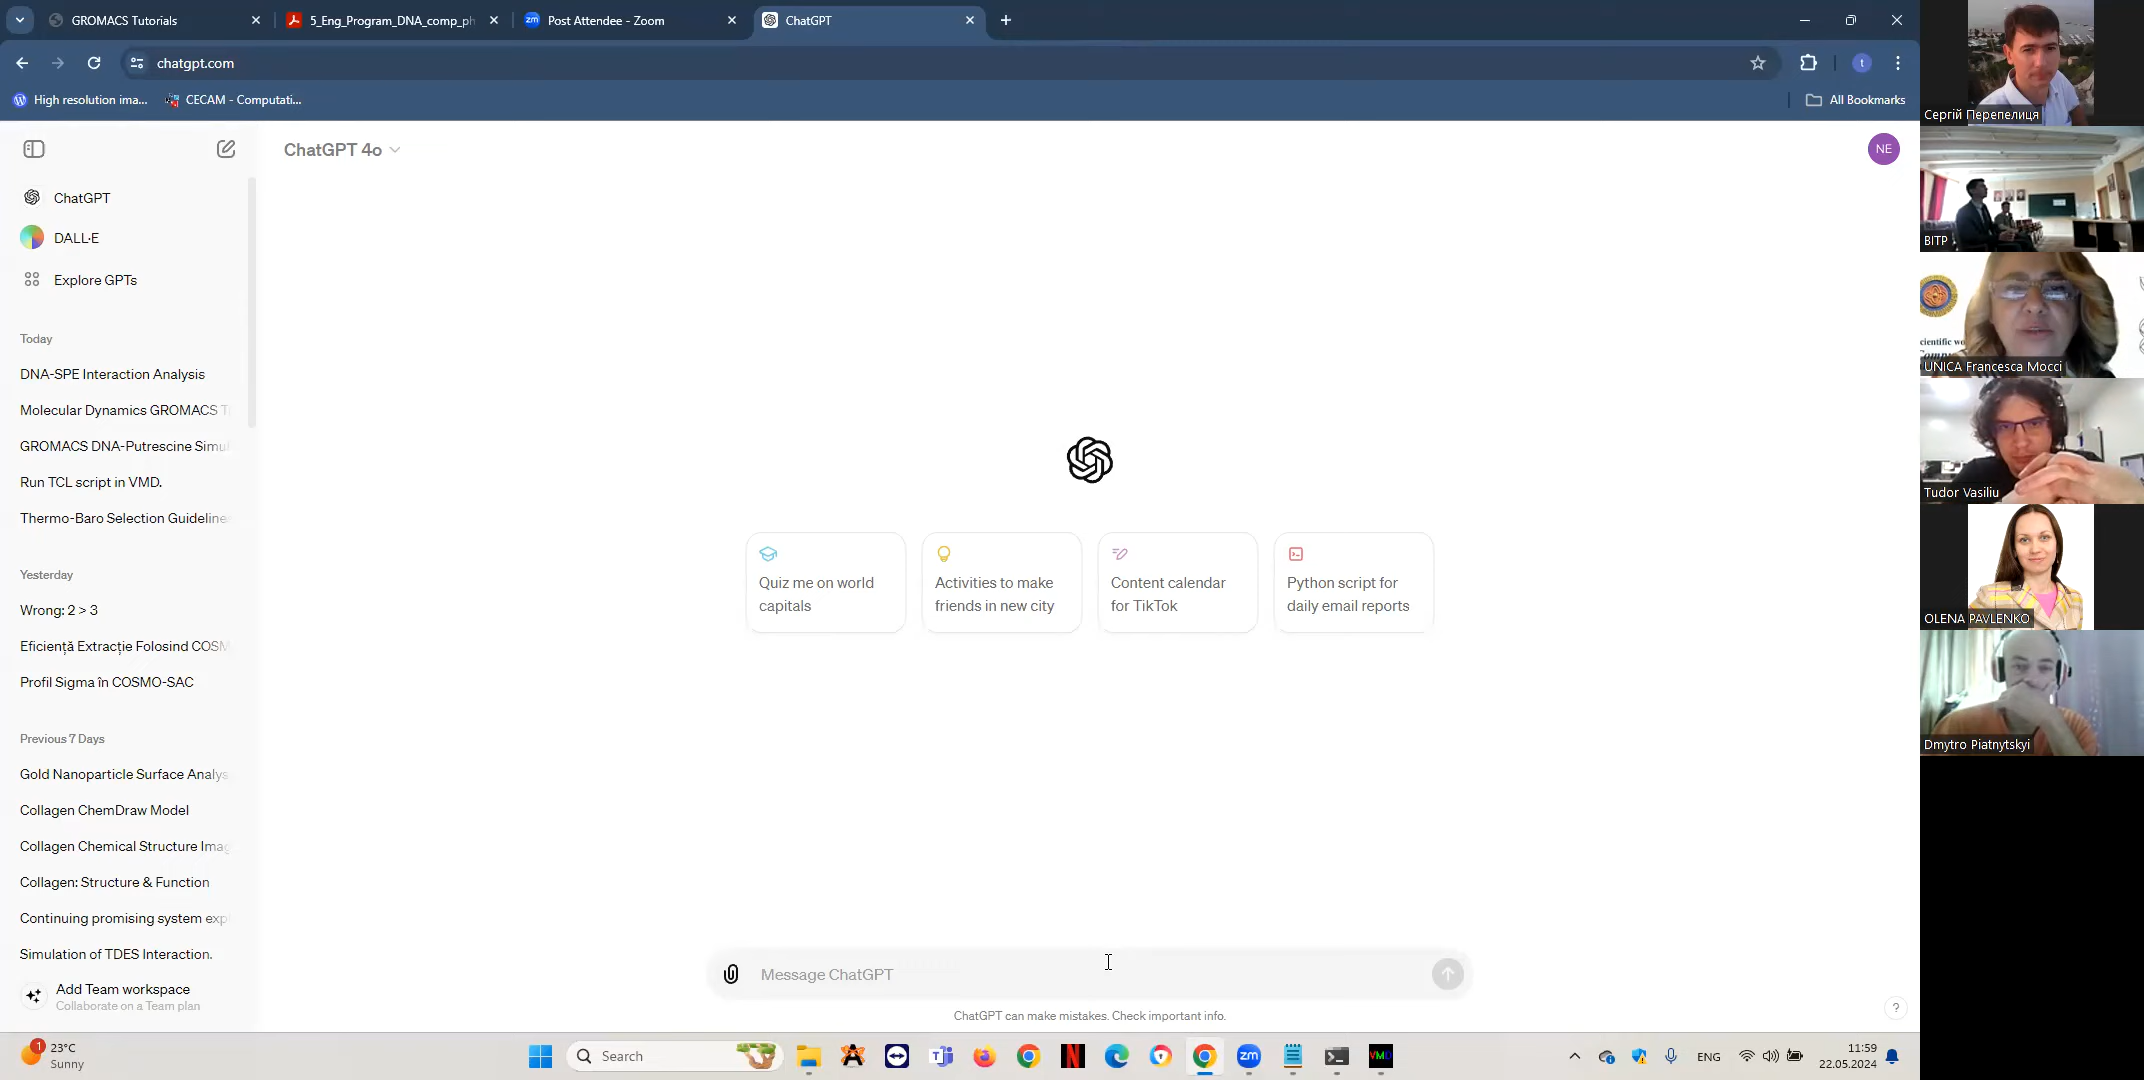 GROMACS Tutorials
5_Eng_Program_DNA_comp_ph
Post Attendee - Zoom
ChatGPT
chatgpt.com
t
High resolution ima...
CECAM - Computati...
All Bookmarks
ChatGPT 4o
NE
ChatGPT
DALL·E
Explore GPTs
Today
DNA-SPE Interaction Analysis
Molecular Dynamics GROMACS T
GROMACS DNA-Putrescine Simul
Run TCL script in VMD.
Thermo-Baro Selection Guideline
Yesterday
Wrong: 2 > 3
Eficiență Extracție Folosind COSM
Profil Sigma în COSMO-SAC
Previous 7 Days
Gold Nanoparticle Surface Analys
Collagen ChemDraw Model
Collagen Chemical Structure Imag
Collagen: Structure & Function
Continuing promising system expl
Simulation of TDES Interaction.
Add Team workspace
Collaborate on a Team plan
Quiz me on world
capitals
Activities to make
friends in new city
Content calendar
for TikTok
Python script for
daily email reports
Message ChatGPT
ChatGPT can make mistakes. Check important info.
?
Сергій Перепелиця
BITP
cientific wo
Comp
UNICA Francesca Mocci
Tudor Vasiliu
OLENA PAVLENKO
Dmytro Piatnytskyi
1
23°C
Sunny
Search
zm
VMD
ENG
11:59
22.05.2024